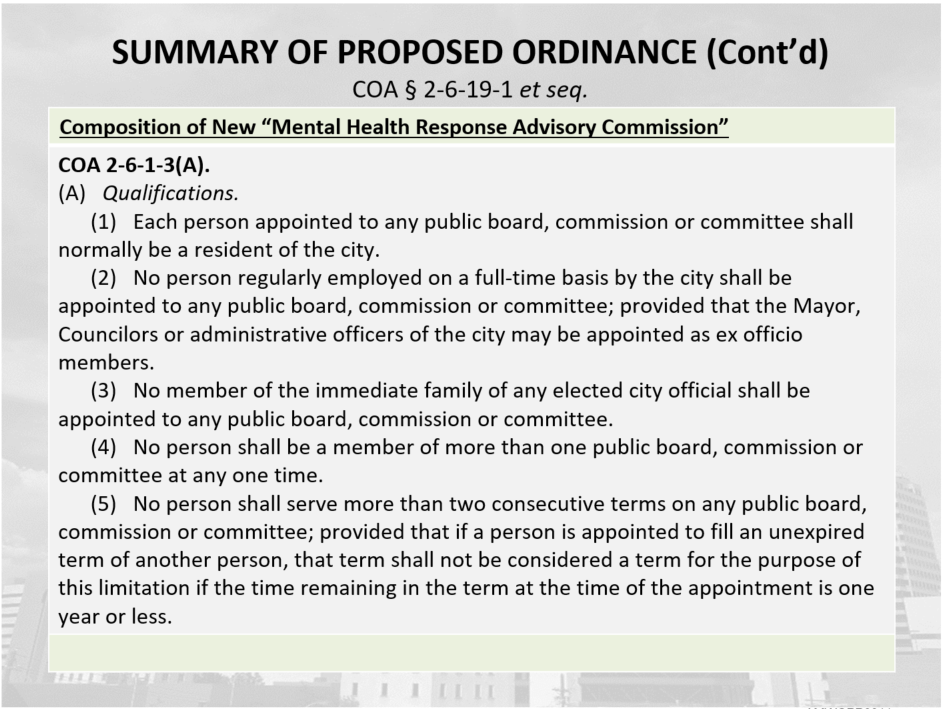 SUMMARY OF PROPOSED ORDINANCE (Cont’d)
COA § 2-6-19-1 et seq.
Composition of New “Mental Health Response Advisory Commission”
COA 2-6-1-3(A).
(A) Qualifications.
(1) Each person appointed to any public board, commission or committee shall
normally be a resident of the city.
(2) No person regularly employed on a full-time basis by the city shall be
appointed to any public board, commission or committee; provided that the Mayor,
Councilors or administrative officers of the city may be appointed as ex officio
members.
(3) No member of the immediate family of any elected city official shall be
appointed to any public board, commission or committee.
(4) No person shall be a member of more than one public board, commission or
committee at any one time.
(5) No person shall serve more than two consecutive terms on any public board,
commission or committee; provided that if a person is appointed to fill an unexpired
term of another person, that term shall not be considered a term for the purpose of
this limitation if the time remaining in the term at the time of the appointment is one
year or less.